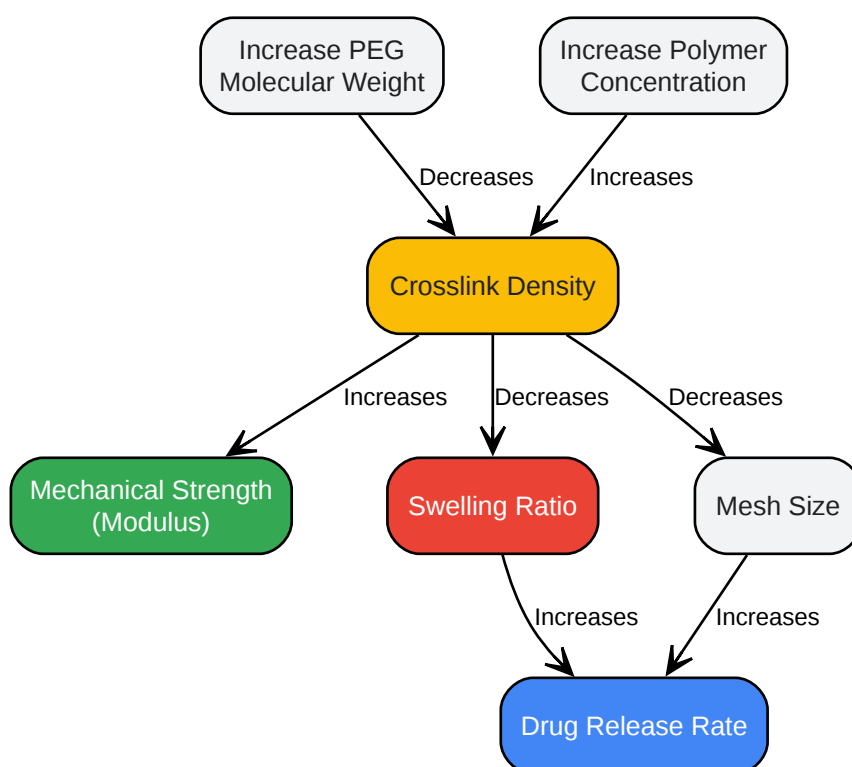 Increase PEG
Molecular Weight
Increase Polymer
Concentration
Decreases
Increases
Crosslink Density
Increases
Decreases
Decreases
Mechanical Strength
(Modulus)
Swelling Ratio
Mesh Size
Increases
Increases
Drug Release Rate